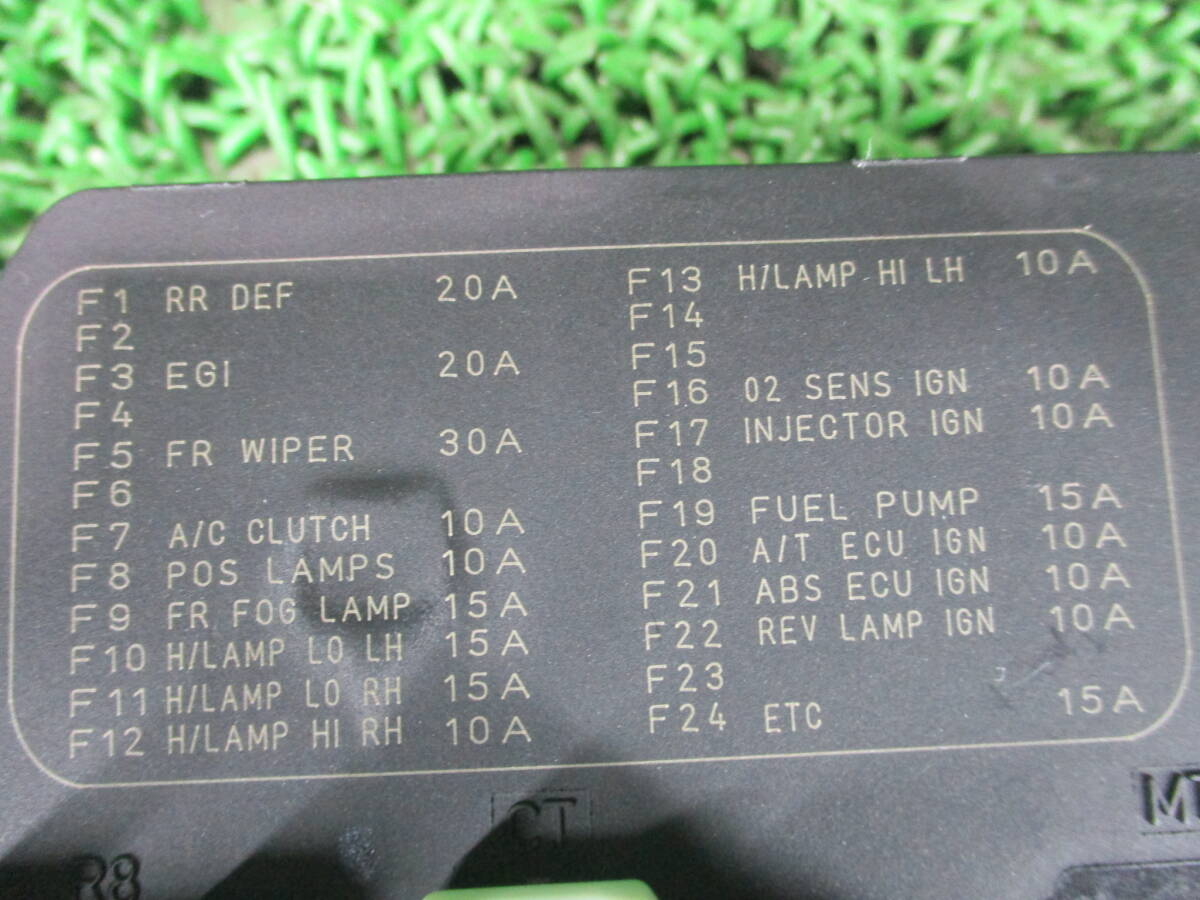 F1 RR DEF 20A
F2
F3 EGI 20A
F4
F5 FR WIPER 30A
F6
F7 A/C CLUTCH 10A
F8 POS LAMPS 10A
F9 FR FOG LAMP 15A
F10 H/LAMP LO LH 15A
F11 H/LAMP LO RH 15A
F12 H/LAMP HI RH 10A
F13 H/LAMP HI LH 10A
F14
F15
F16 02 SENS IGN 10A
F17 INJECTOR IGN 10A
F18
F19 FUEL PUMP 15A
F20 A/T ECU IGN 10A
F21 ABS ECU IGN 10A
F22 REV LAMP IGN 10A
F23
F24 ETC 15A
CT
R8